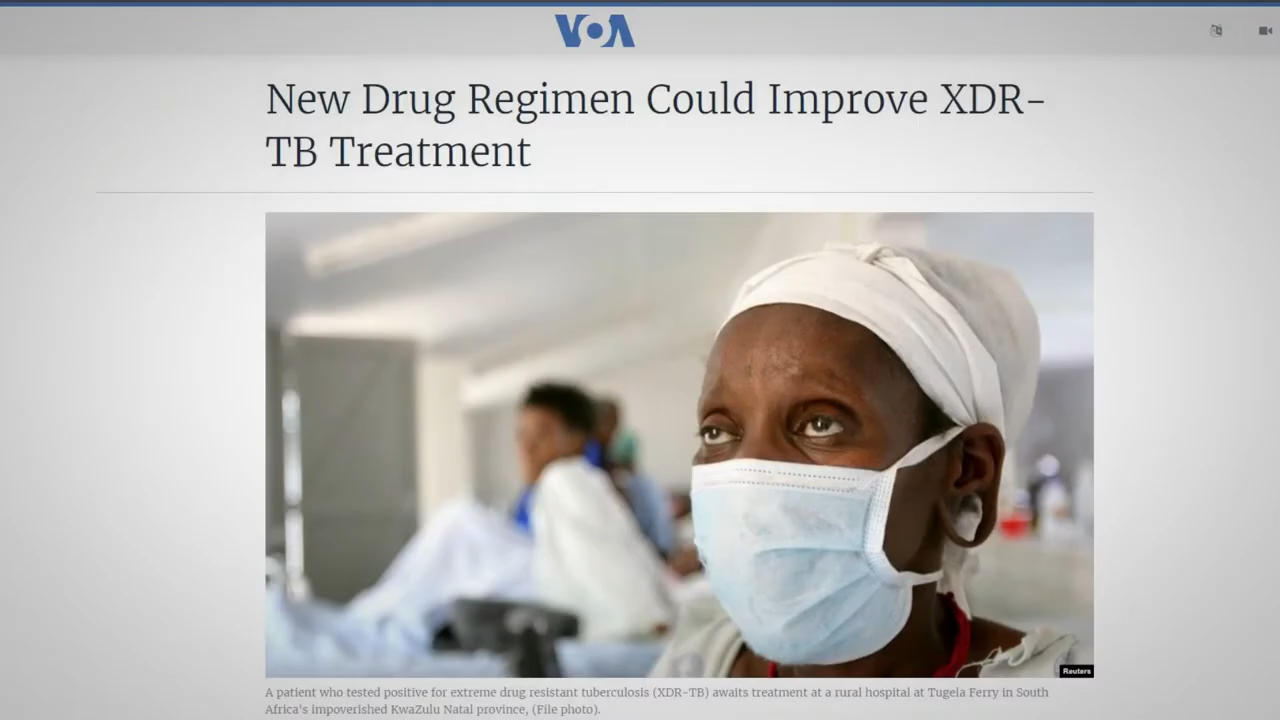 VOA
New Drug Regimen Could Improve XDR-
TB Treatment
Reuters
A patient who tested positive for extreme drug resistant tuberculosis (XDR-TB) awaits treatment at a rural hospital at Tugela Ferry in South
Africa's impoverished KwaZulu Natal province, (File photo).